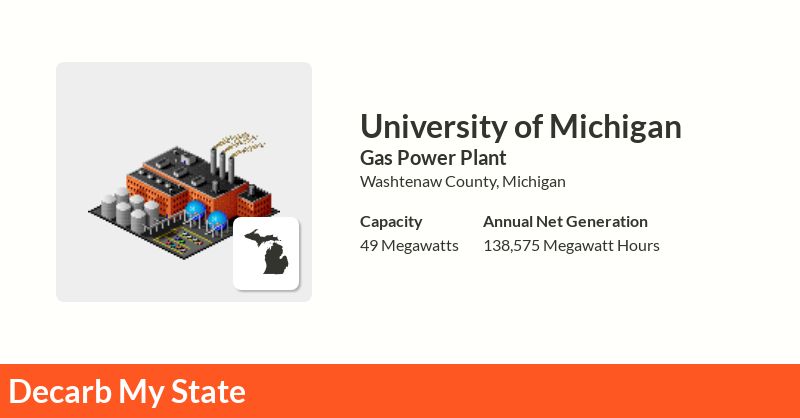 University of Michigan
Gas Power Plant
Washtenaw County, Michigan
Capacity
49 Megawatts
Annual Net Generation
138,575 Megawatt Hours
Decarb My State